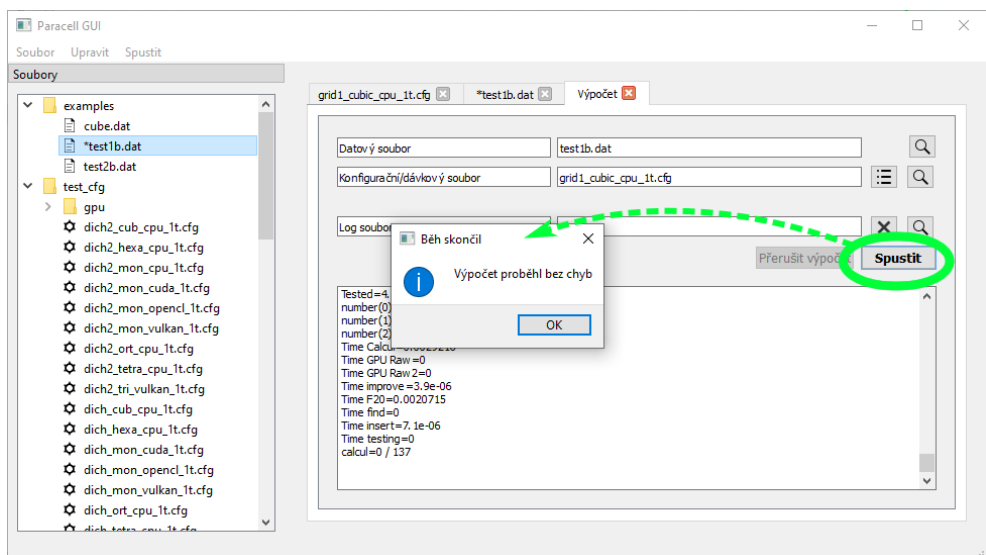 Paracell GUI
Soubor Upravit Spustit
Soubory
examples
cube.dat
*test1b.dat
test2b.dat
test_cfg
gpu
dich2_cub_cpu_1t.cfg
dich2_hexa_cpu_1t.cfg
dich2_mon_cpu_1t.cfg
dich2_mon_cuda_1t.cfg
dich2_mon_opencl_1t.cfg
dich2_mon_vulkan_1t.cfg
dich2_ort_cpu_1t.cfg
dich2_tetra_cpu_1t.cfg
dich2_tri_vulkan_1t.cfg
dich_cub_cpu_1t.cfg
dich_hexa_cpu_1t.cfg
dich_mon_cuda_1t.cfg
dich_mon_opencl_1t.cfg
dich_mon_vulkan_1t.cfg
dich_ort_cpu_1t.cfg
dich_tetra_cpu_1t.cfg
grid1_cubic_cpu_1t.cfg *test1b.dat Výpočet
Datový soubor test1b.dat
Konfigurační/dávkový soubor grid1_cubic_cpu_1t.cfg
Log soubor
Přerušit Spustit
Běh skončil
Výpočet proběhl bez chyb
OK
Tested=4.
number(0)
number(1)
number(2)
Time
Time GPU Raw=0
Time GPU Raw2=0
Time improve=3.9e-06
Time F20=0.0020715
Time find=0
Time insert=7.1e-06
Time testing=0
calcul=0 / 137